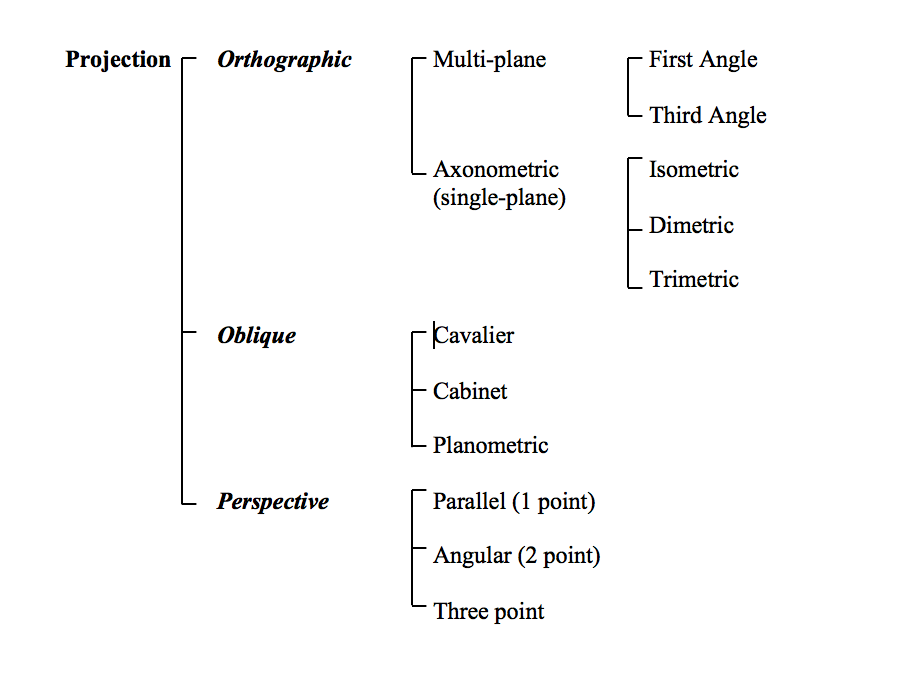 Projection Orthographic Multi-plane First Angle
Third Angle
Axonometric Isometric
(single-plane)
Dimetric
Trimetric
Oblique Cavalier
Cabinet
Planometric
Perspective Parallel (1 point)
Angular (2 point)
Three point